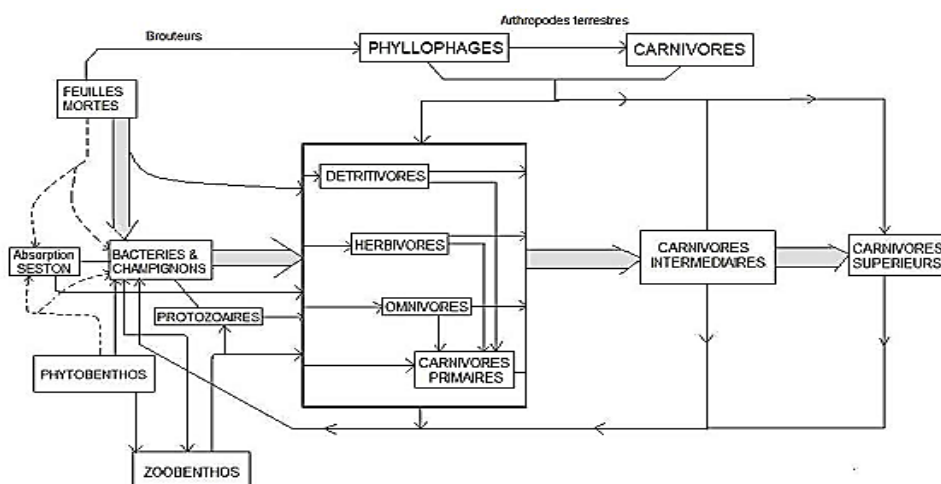 Arthropodes terrestres
Brouteurs
PHYLLOPHAGES
CARNIVORES
FEUILLES
MORTES
DETRITIVORES
HERBIVORES
Absorption
SESTON
BACTERIES &
CHAMPIGNONS
CARNIVORES
INTERMEDIAIRES
CARNIVORES
SUPERIEURS
OMNIVORES
PROTOZOAIRES
CARNIVORES
PRIMAIRES
PHYTOBENTHOS
ZOOBENTHOS